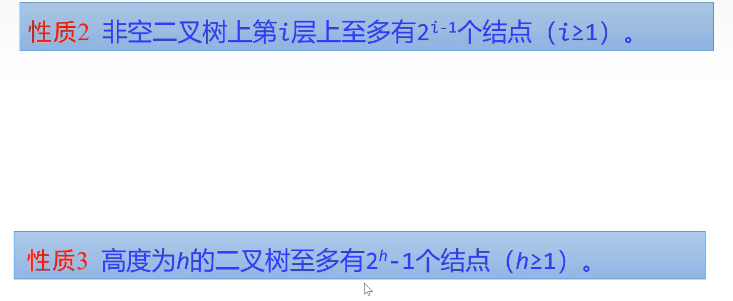 性质2 非空二叉树上第i层上至多有2^{i-1}个结点（i≥1）。
性质3 高度为h的二叉树至多有2^h-1个结点（h≥1）。